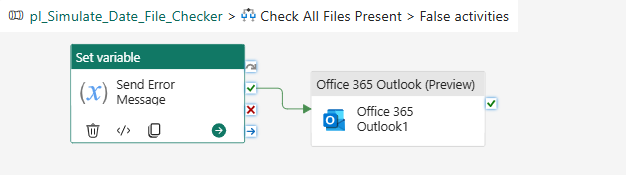 pl_Simulate_Date_File_Checker > Check All Files Present > False activities
Set variable
(x) Send Error
Message
</>
Office 365 Outlook (Preview)
Office 365
Outlook1